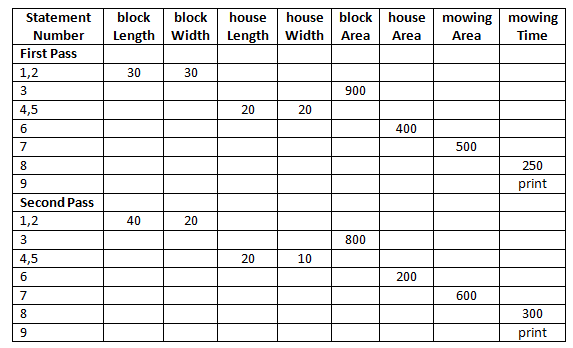 Statement Number block Length block Width house Length house Width block Area house Area mowing Area mowing Time
First Pass
1,2 30 30
3 900
4,5 20 20
6 400
7 500
8 250
9 print
Second Pass
1,2 40 20
3 800
4,5 20 10
6 200
7 600
8 300
9 print